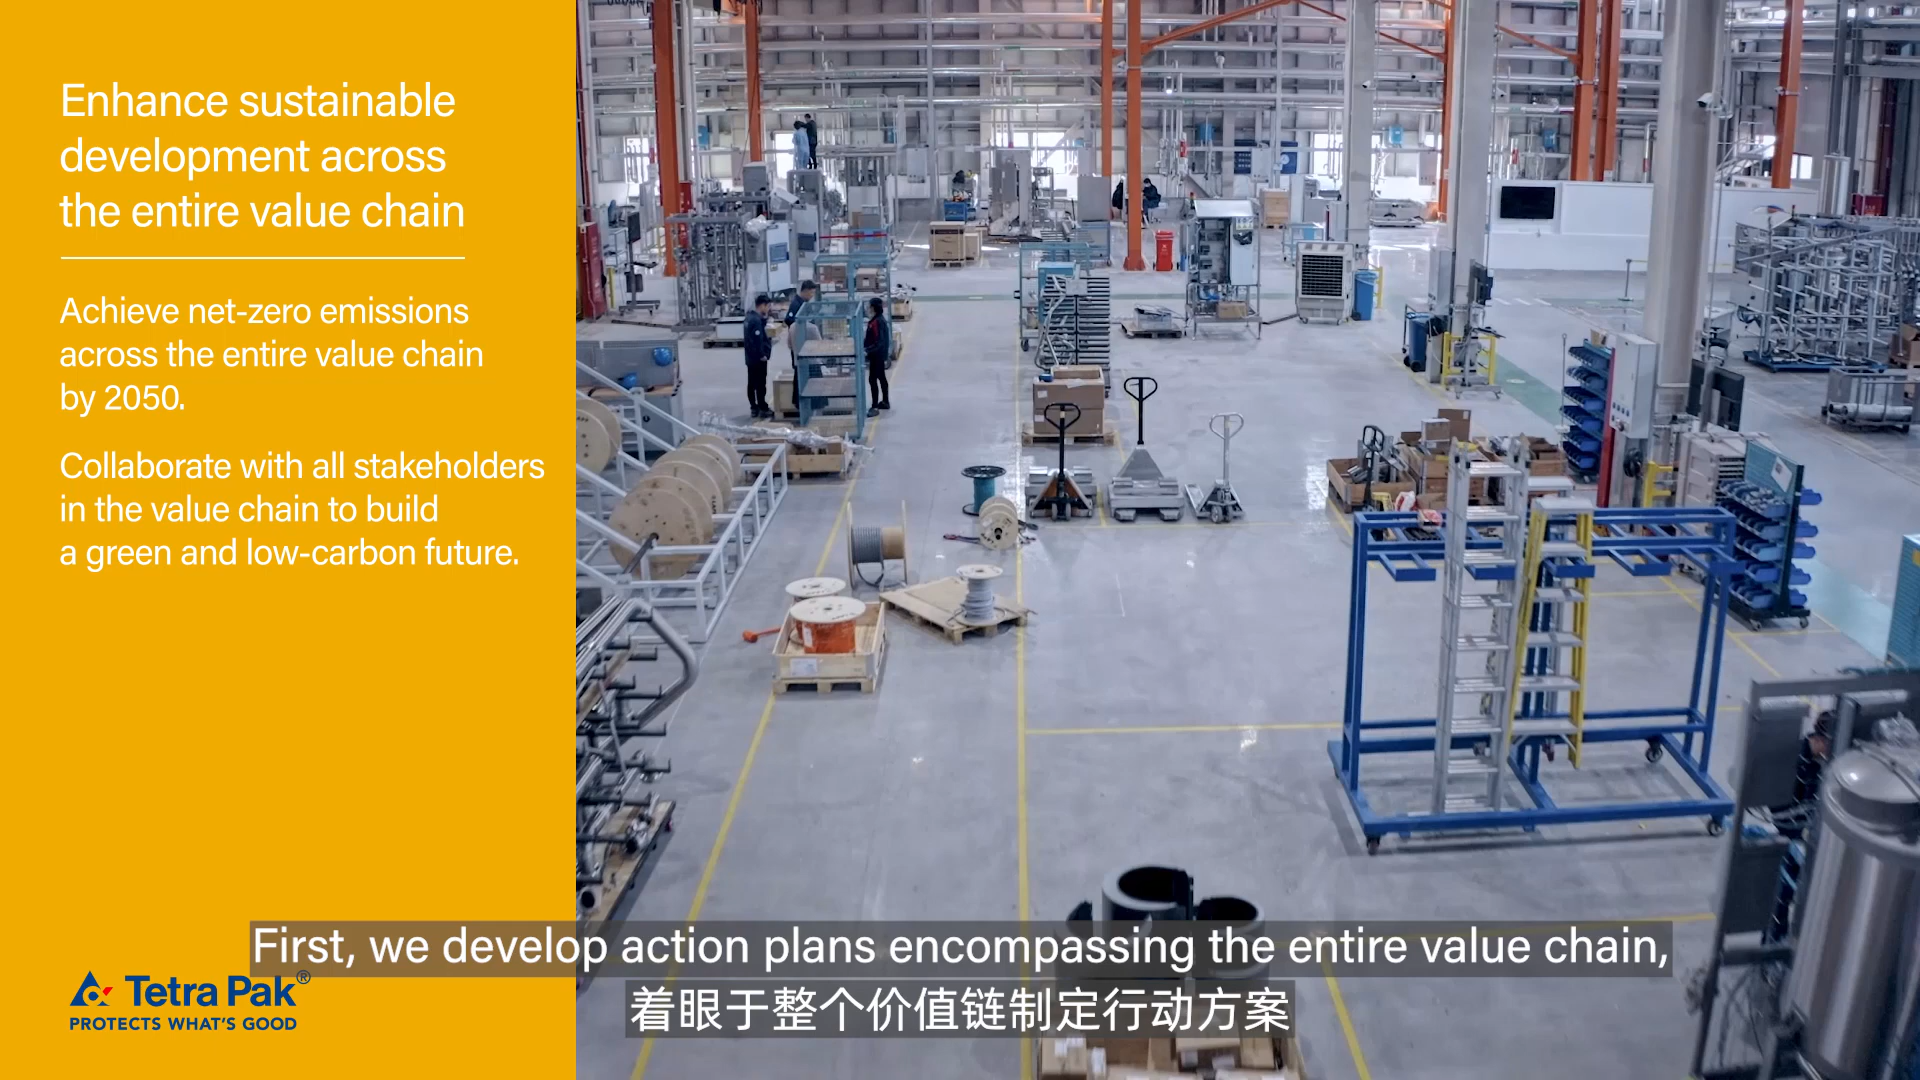 Enhance sustainable
development across
the entire value chain
Achieve net-zero emissions
across the entire value chain
by 2050.
Collaborate with all stakeholders
in the value chain to build
a green and low-carbon future.
First, we develop action plans encompassing the entire value chain,
着眼于整个价值链制定行动方案
Tetra Pak®
PROTECTS WHAT'S GOOD